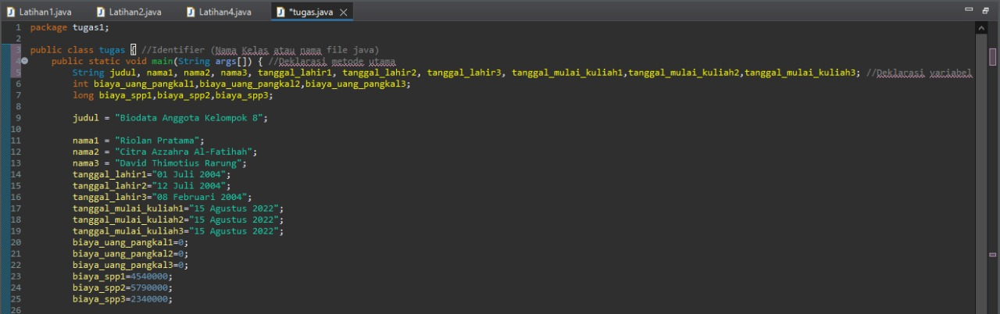 Latihan1.java Latihan2.java Latihan4.java *tugas.java
1 package tugas1;
2
3 public class tugas { //Identifier (Nama Kelas atau nama file java)
4 public static void main(String args[]) { //Deklarasi metode utama
5 String judul, nama1, nama2, nama3, tanggal_lahir1, tanggal_lahir2, tanggal_lahir3, tanggal_mulai_kuliah1,tanggal_mulai_kuliah2,tanggal_mulai_kuliah3; //Deklarasi variabel
6 int biaya_uang_pangkal1,biaya_uang_pangkal2,biaya_uang_pangkal3;
7 long biaya_spp1,biaya_spp2,biaya_spp3;
8
9 judul = "Biodata Anggota Kelompok 8";
10
11 nama1 = "Riolan Pratama";
12 nama2 = "Citra Azzahra Al-Fatihah";
13 nama3 = "David Thimotius Rarung";
14 tanggal_lahir1="01 Juli 2004";
15 tanggal_lahir2="12 Juli 2004";
16 tanggal_lahir3="08 Februari 2004";
17 tanggal_mulai_kuliah1="15 Agustus 2022";
18 tanggal_mulai_kuliah2="15 Agustus 2022";
19 tanggal_mulai_kuliah3="15 Agustus 2022";
20 biaya_uang_pangkal1=0;
21 biaya_uang_pangkal2=0;
22 biaya_uang_pangkal3=0;
23 biaya_spp1=4540000;
24 biaya_spp2=5790000;
25 biaya_spp3=2340000;
26